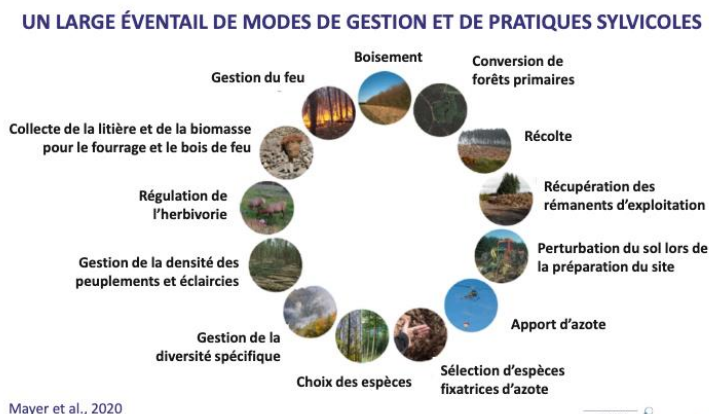 UN LARGE ÉVENTAIL DE MODES DE GESTION ET DE PRATIQUES SYLVICOLES
Boisement
Conversion de
forêts primaires
Récolte
Récupération des
rémanents d'exploitation
Perturbation du sol lors de
la préparation du site
Apport d'azote
Sélection d'espèces
fixatrices d'azote
Choix des espèces
Gestion de la
diversité spécifique
Gestion de la densité des
peuplements et éclaircies
Régulation de
l'herbivorie
Collecte de la litière et de la biomasse
pour le fourrage et le bois de feu
Gestion du feu
Mayer et al., 2020